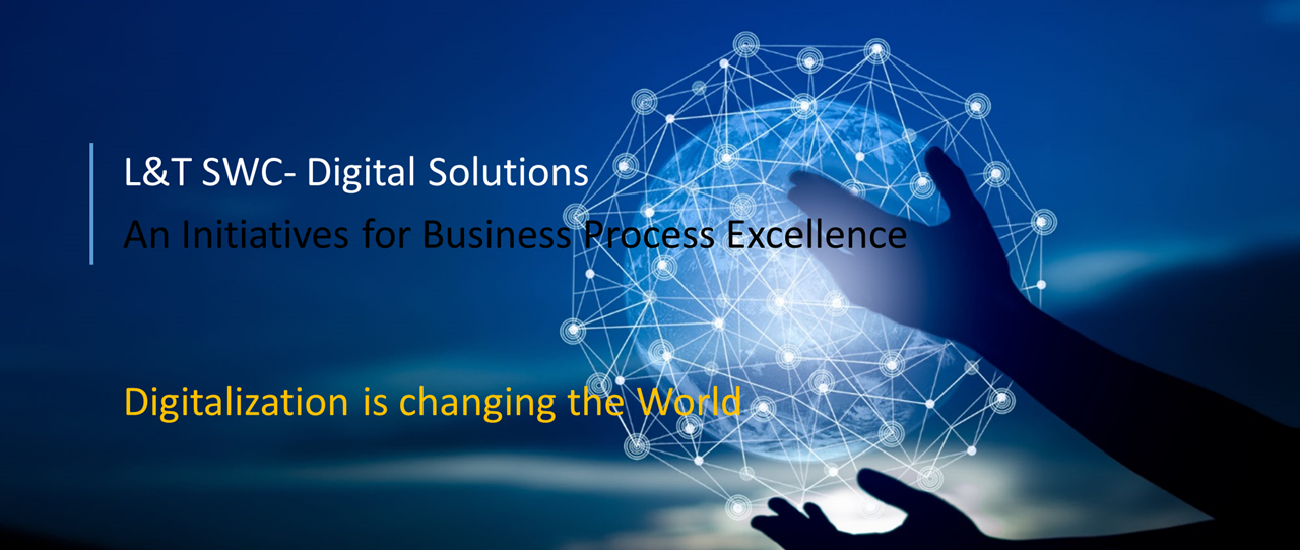 L&T SWC- Digital Solutions
An Initiatives for Business Process Excellence
Digitalization is changing the World